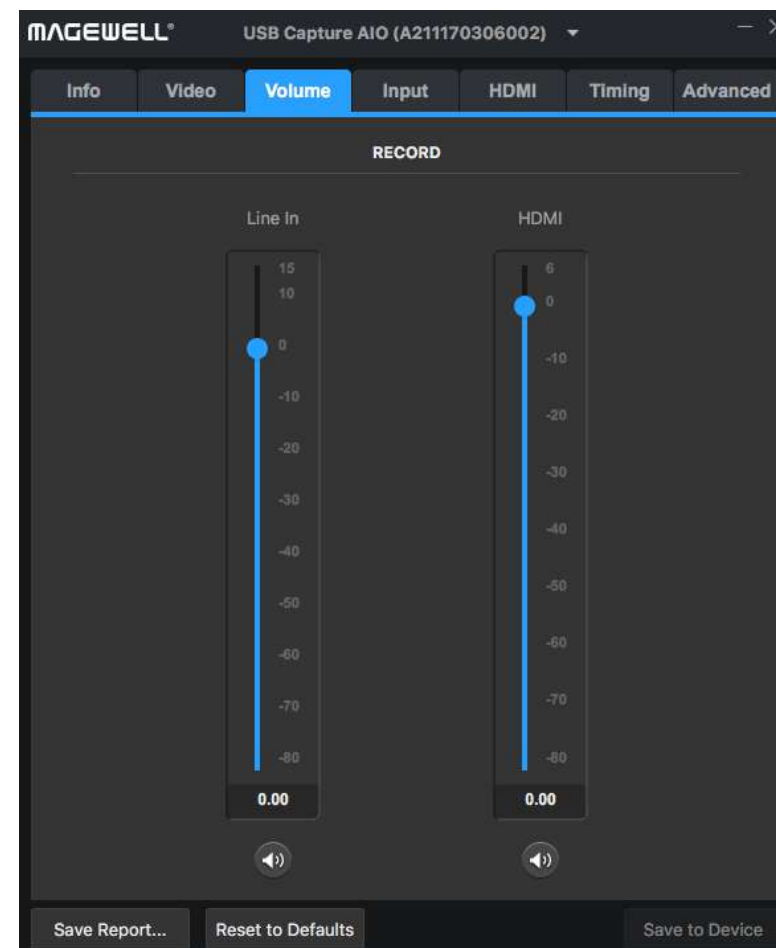 MAGEWELL® USB Capture AIO (A211170306002)
Info Video Volume Input HDMI Timing Advanced
RECORD
Line In HDMI
15 6
10 0
0 -10
-10 -20
-20 -30
-30 -40
-40 -50
-50 -60
-60 -70
-70 -80
-80
0.00 0.00
Save Report... Reset to Defaults Save to Device